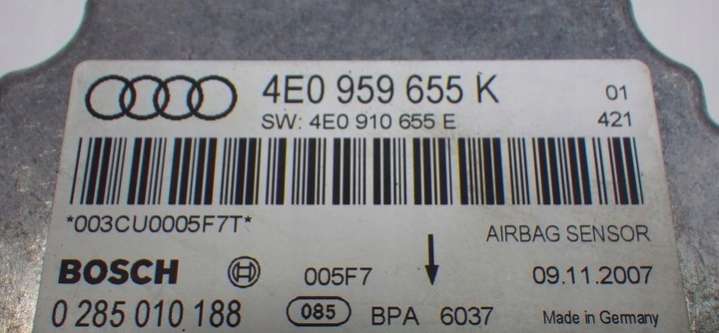 4E0 959 655 K 01
SW: 4E0 910 655 E 421
*003CU0005F7T*
AIRBAG SENSOR
BOSCH 005F7 09.11.2007
0 285 010 188 085 BPA 6037 Made in Germany